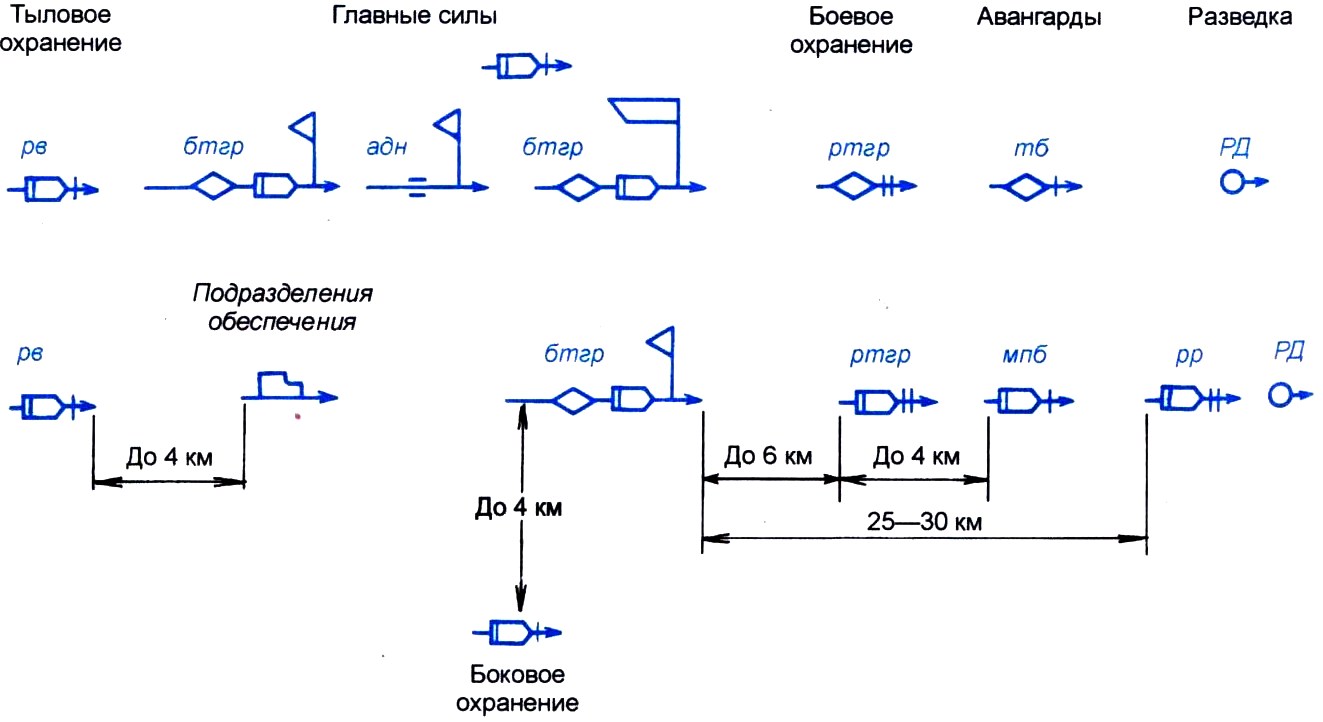 Тыловое
охранение
Главные силы
Боевое
охранение
Авангарды
Разведка
рв
бтгр
адн
бтгр
ртгр
тб
РД
Подразделения
обеспечения
рв
бтгр
ртгр
мпб
рр
РД
До 4 км
До 6 км
До 4 км
До 4 км
25—30 км
Боковое
охранение